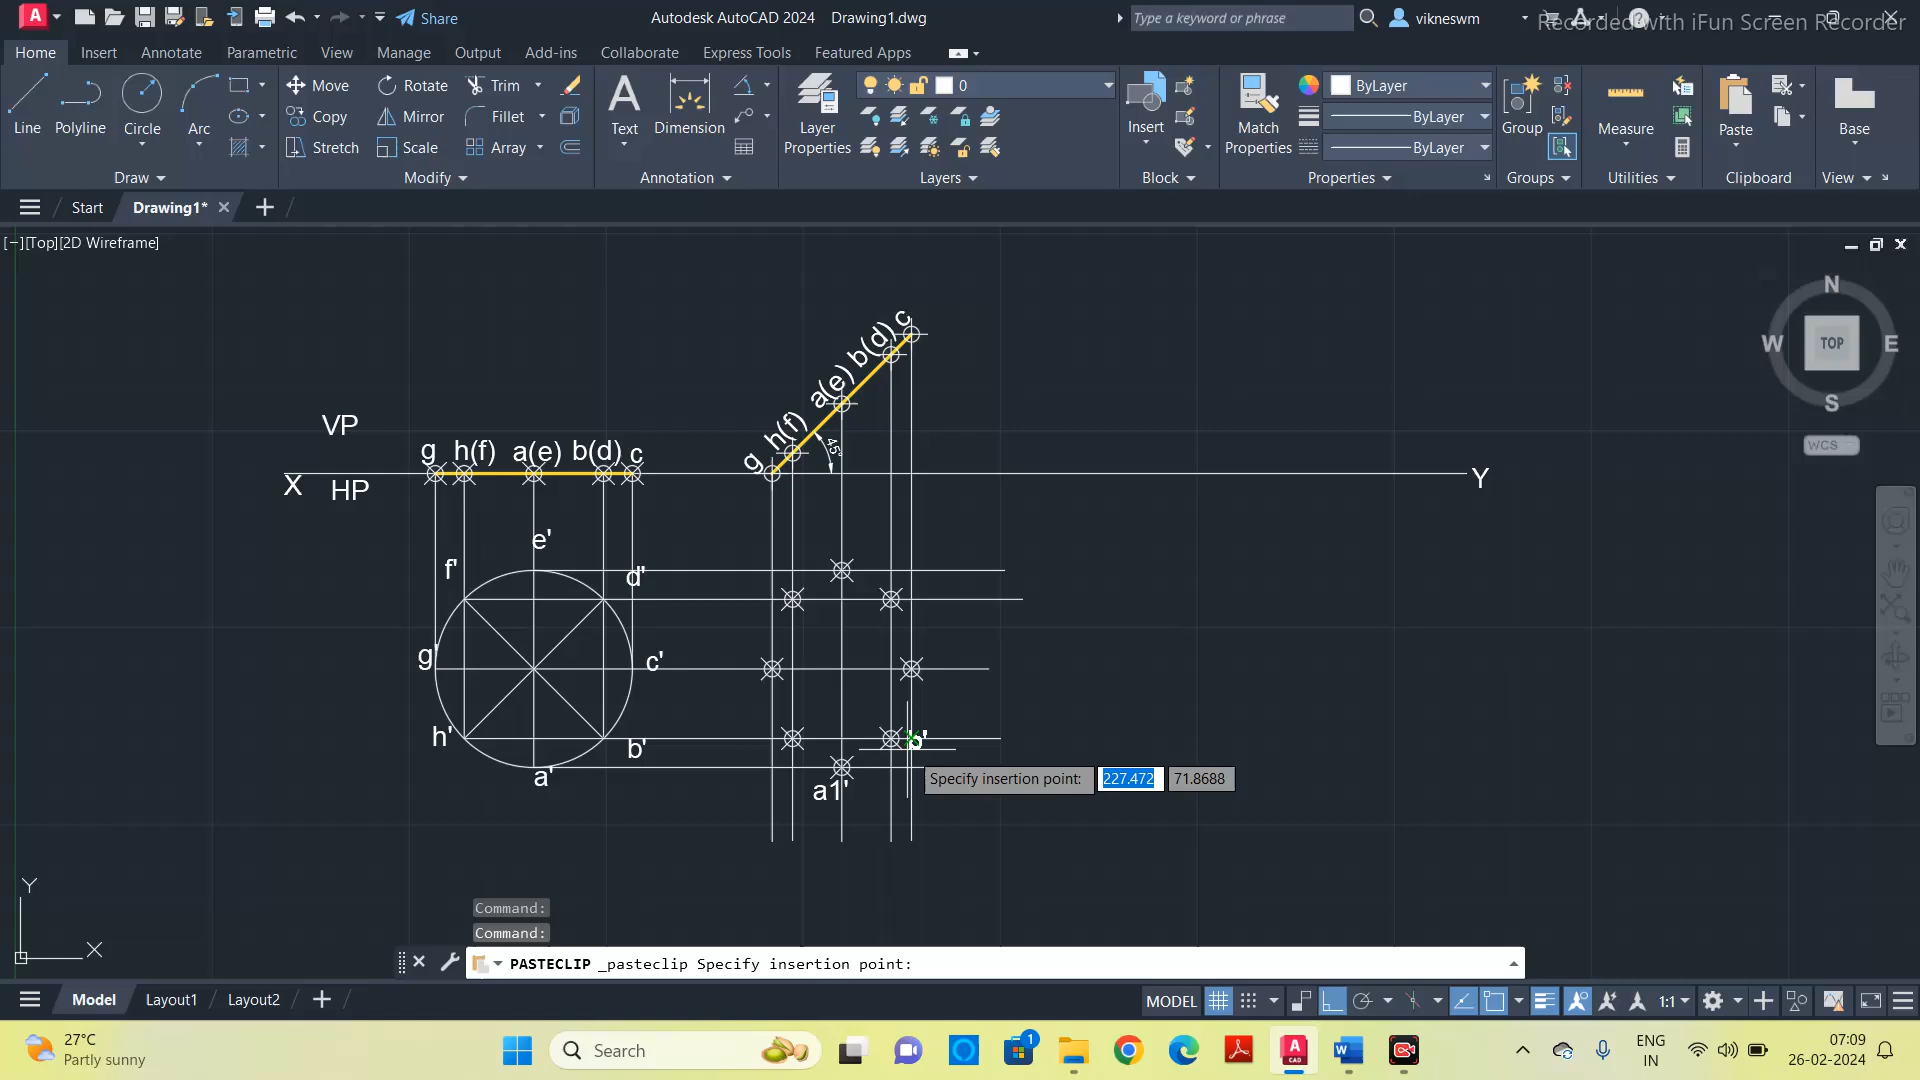 Autodesk AutoCAD 2024 Drawing1.dwg
Share
Type a keyword or phrase
vikneswm
Recorded with iFun Screen Recorder
Home Insert Annotate Parametric View Manage Output Add-ins Collaborate Express Tools Featured Apps
Line Polyline Circle Arc
Move Rotate Trim
Copy Mirror Fillet
Stretch Scale Array
Text Dimension
Layer Properties
0
Insert
Match Properties
ByLayer
ByLayer
ByLayer
Group
Measure
Paste
Base
Draw Modify Annotation Layers Block Properties Groups Utilities Clipboard View
Start Drawing1*
[−][Top][2D Wireframe]
N
W TOP E
S
WCS
VP
X HP
Y
g h(f) a(e) b(d) c
g h(f) a(e) b(d) c
45°
e'
f' d'
g' c'
h' b'
a'
a1'
b'
Specify insertion point: 227.472 71.8688
Y
X
Command:
Command:
PASTECLIP _pasteclip Specify insertion point:
Model Layout1 Layout2
MODEL
1:1
27°C
Partly sunny
Search
1
ENG
IN
07:09
26-02-2024